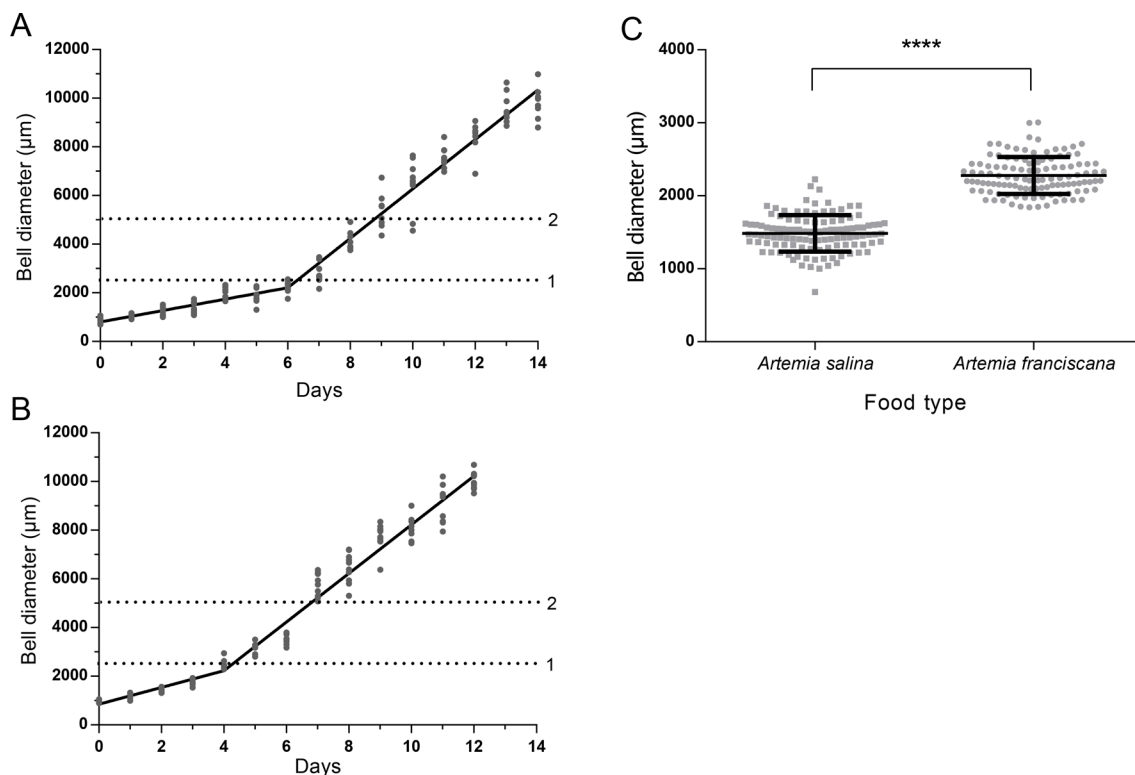 A
Bell diameter (µm)
12000
10000
8000
6000
4000
2000
0
2
1
0 2 4 6 8 10 12 14
Days
B
Bell diameter (µm)
12000
10000
8000
6000
4000
2000
0
2
1
0 2 4 6 8 10 12 14
Days
C
Bell diameter (µm)
4000
3000
2000
1000
0
****
Artemia salina Artemia franciscana
Food type